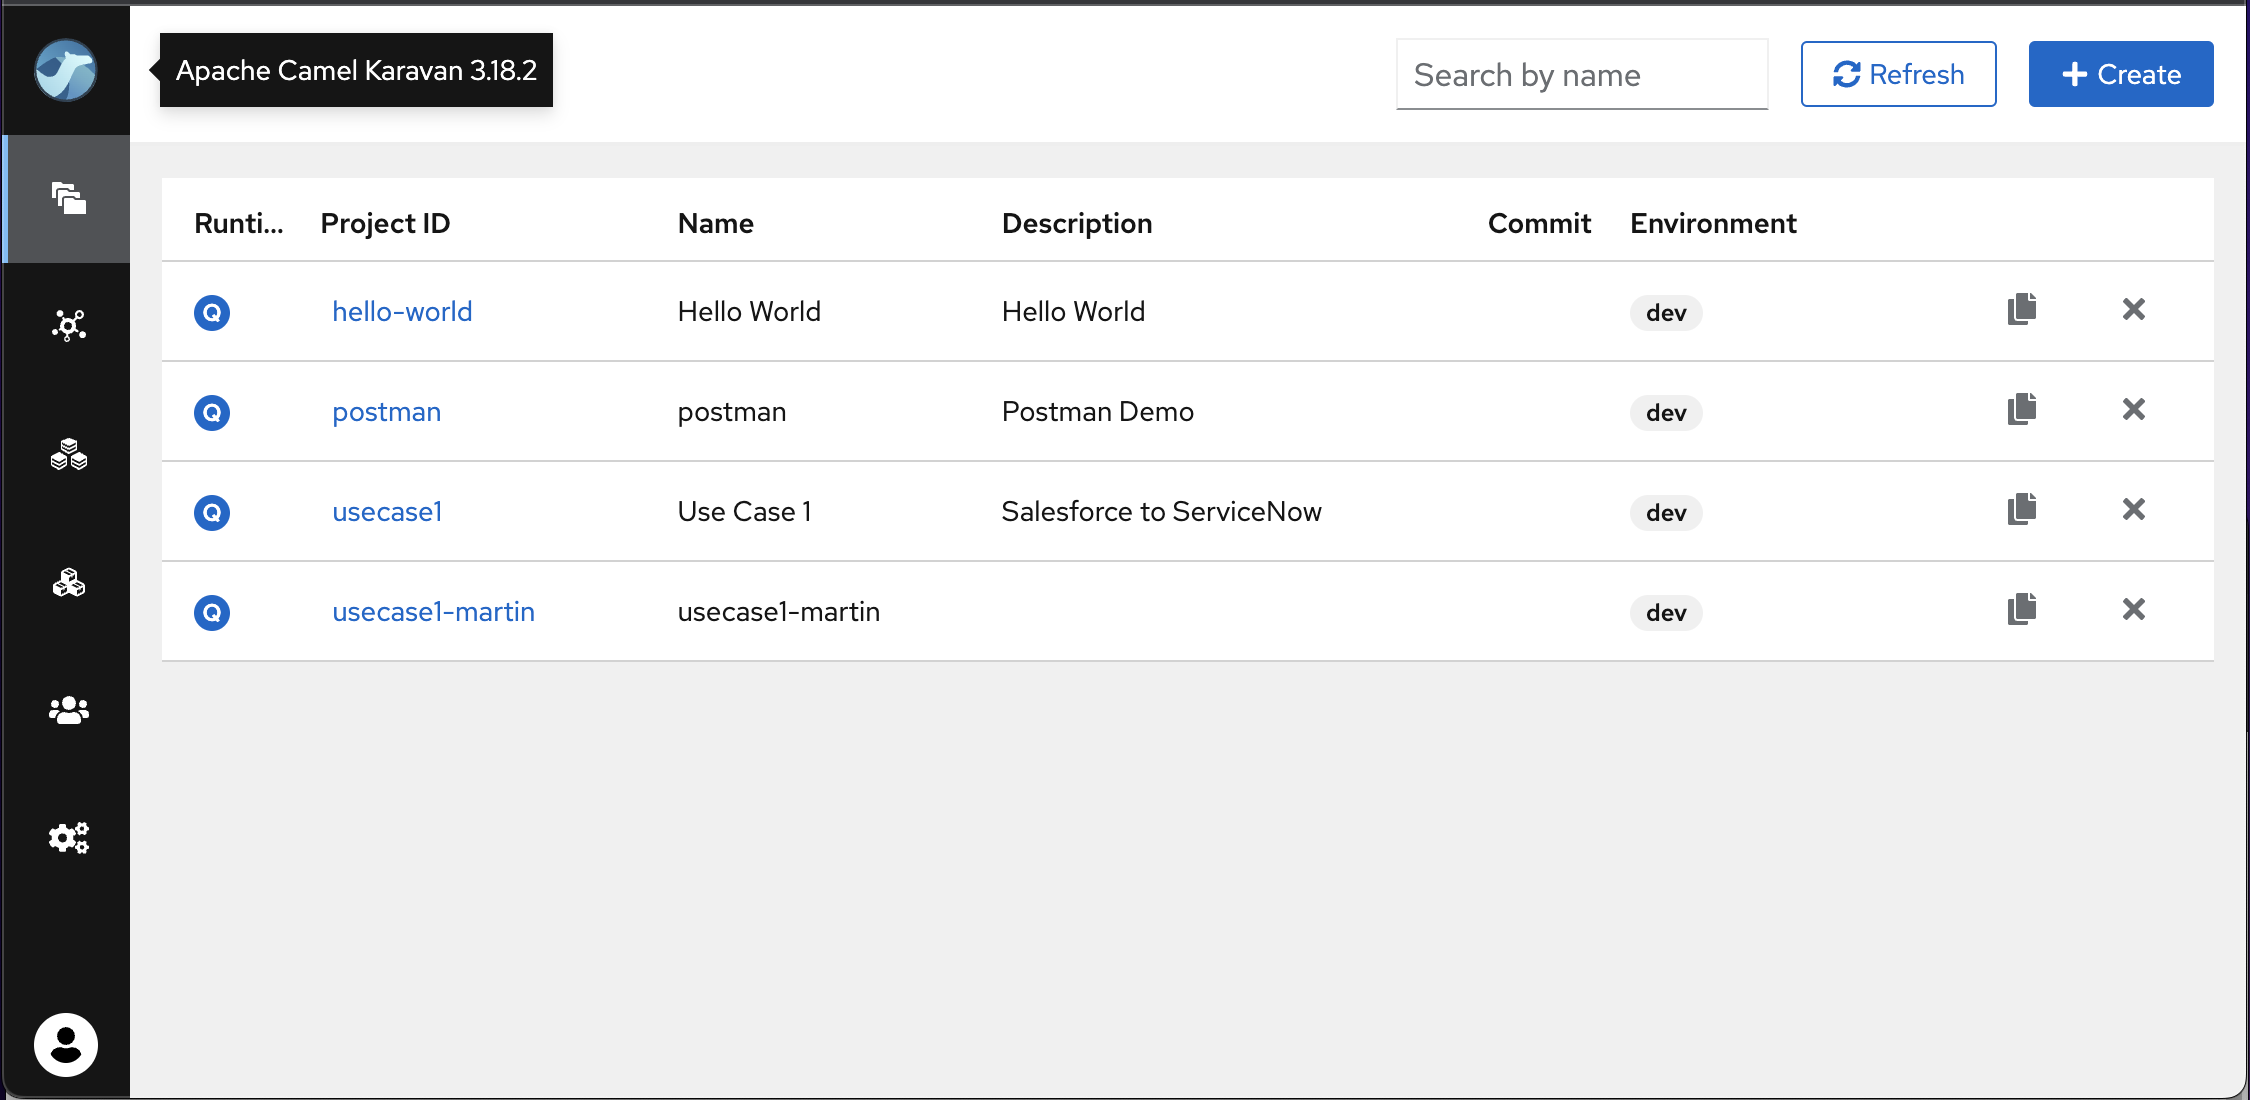 Apache Camel Karavan 3.18.2
Search by name
Refresh
Create
Runti... Project ID Name Description Commit Environment
Q hello-world Hello World Hello World dev
Q postman postman Postman Demo dev
Q usecase1 Use Case 1 Salesforce to ServiceNow dev
Q usecase1-martin usecase1-martin dev